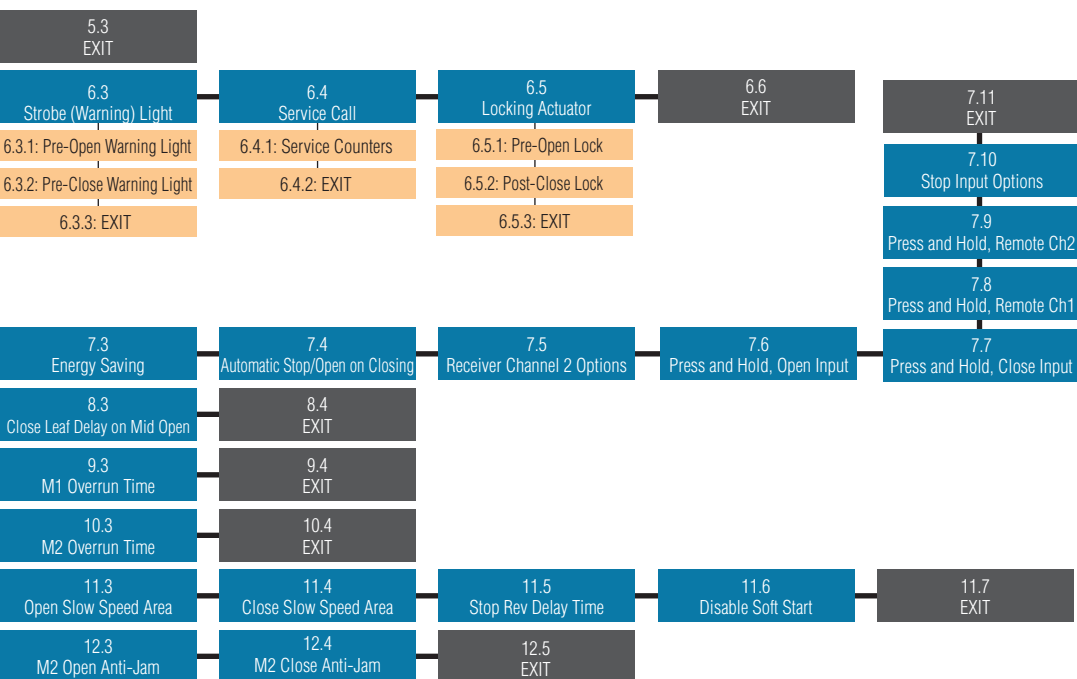 5.3
EXIT
6.3
Strobe (Warning) Light
6.3.1: Pre-Open Warning Light
6.3.2: Pre-Close Warning Light
6.3.3: EXIT
6.4
Service Call
6.4.1: Service Counters
6.4.2: EXIT
6.5
Locking Actuator
6.5.1: Pre-Open Lock
6.5.2: Post-Close Lock
6.5.3: EXIT
6.6
EXIT
7.3
Energy Saving
7.4
Automatic Stop/Open on Closing
7.5
Receiver Channel 2 Options
7.6
Press and Hold, Open Input
7.7
Press and Hold, Close Input
7.8
Press and Hold, Remote Ch1
7.9
Press and Hold, Remote Ch2
7.10
Stop Input Options
7.11
EXIT
8.3
Close Leaf Delay on Mid Open
8.4
EXIT
9.3
M1 Overrun Time
9.4
EXIT
10.3
M2 Overrun Time
10.4
EXIT
11.3
Open Slow Speed Area
11.4
Close Slow Speed Area
11.5
Stop Rev Delay Time
11.6
Disable Soft Start
11.7
EXIT
12.3
M2 Open Anti-Jam
12.4
M2 Close Anti-Jam
12.5
EXIT